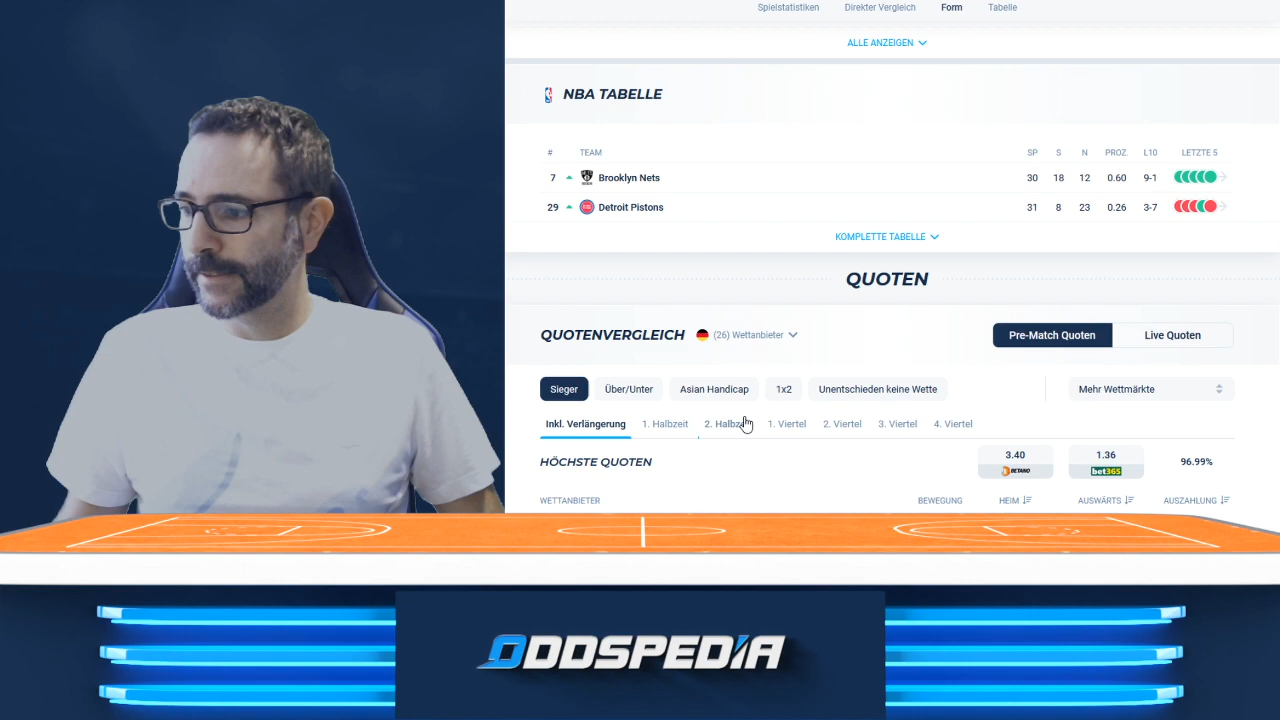 Spielstatistiken Direkter Vergleich Form Tabelle
ALLE ANZEIGEN
NBA TABELLE
# TEAM SP S N PROZ. L10 LETZTE 5
7 Brooklyn Nets 30 18 12 0.60 9-1
29 Detroit Pistons 31 8 23 0.26 3-7
KOMPLETTE TABELLE
QUOTEN
QUOTENVERGLEICH (26) Wettanbieter Pre-Match Quoten Live Quoten
Sieger Über/Unter Asian Handicap 1x2 Unentschieden keine Wette Mehr Wettmärkte
Inkl. Verlängerung 1. Halbzeit 2. Halbze 1. Viertel 2. Viertel 3. Viertel 4. Viertel
HÖCHSTE QUOTEN 3.40 1.36 96.99%
BETANO bet365
WETTANBIETER BEWEGUNG HEIM AUSWÄRTS AUSZAHLUNG
ODDSPEDIA